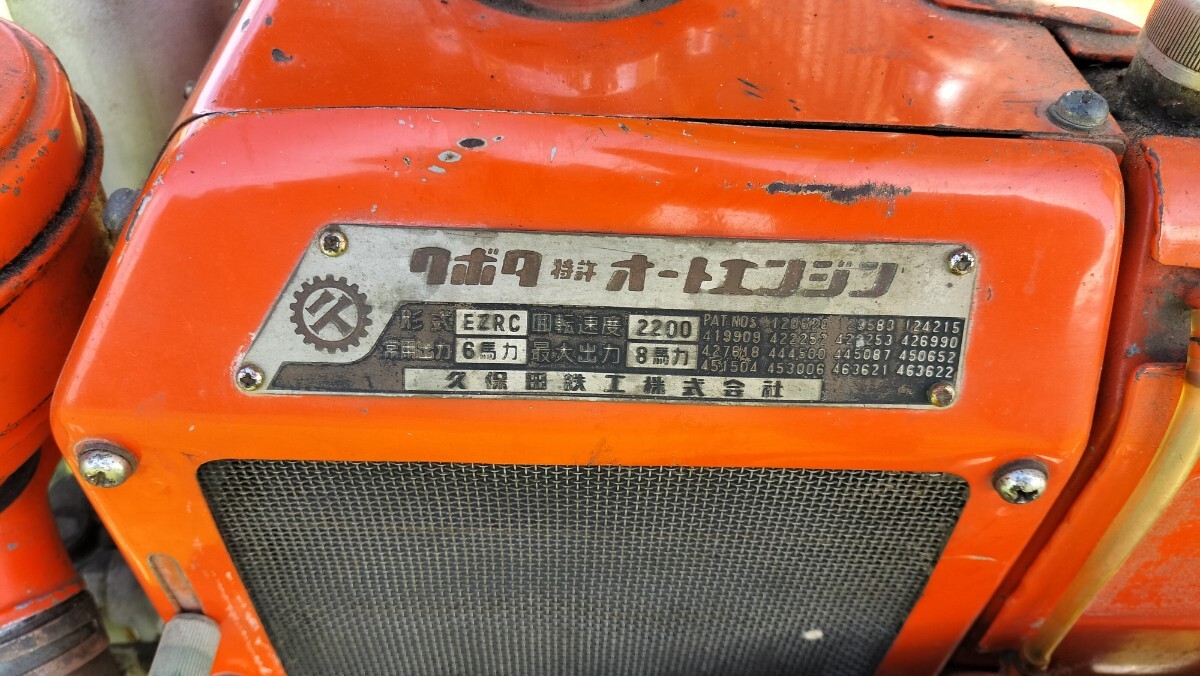 クボタ 特許 オートエンジン
形式 EZRC 回転速度 2200
常用出力 6馬力 最大出力 8馬力
PAT NOS 123583 124215
419909 422252 426990
444500 445087 450652
451504 453006 463621 463622
久保田鉄工株式会社